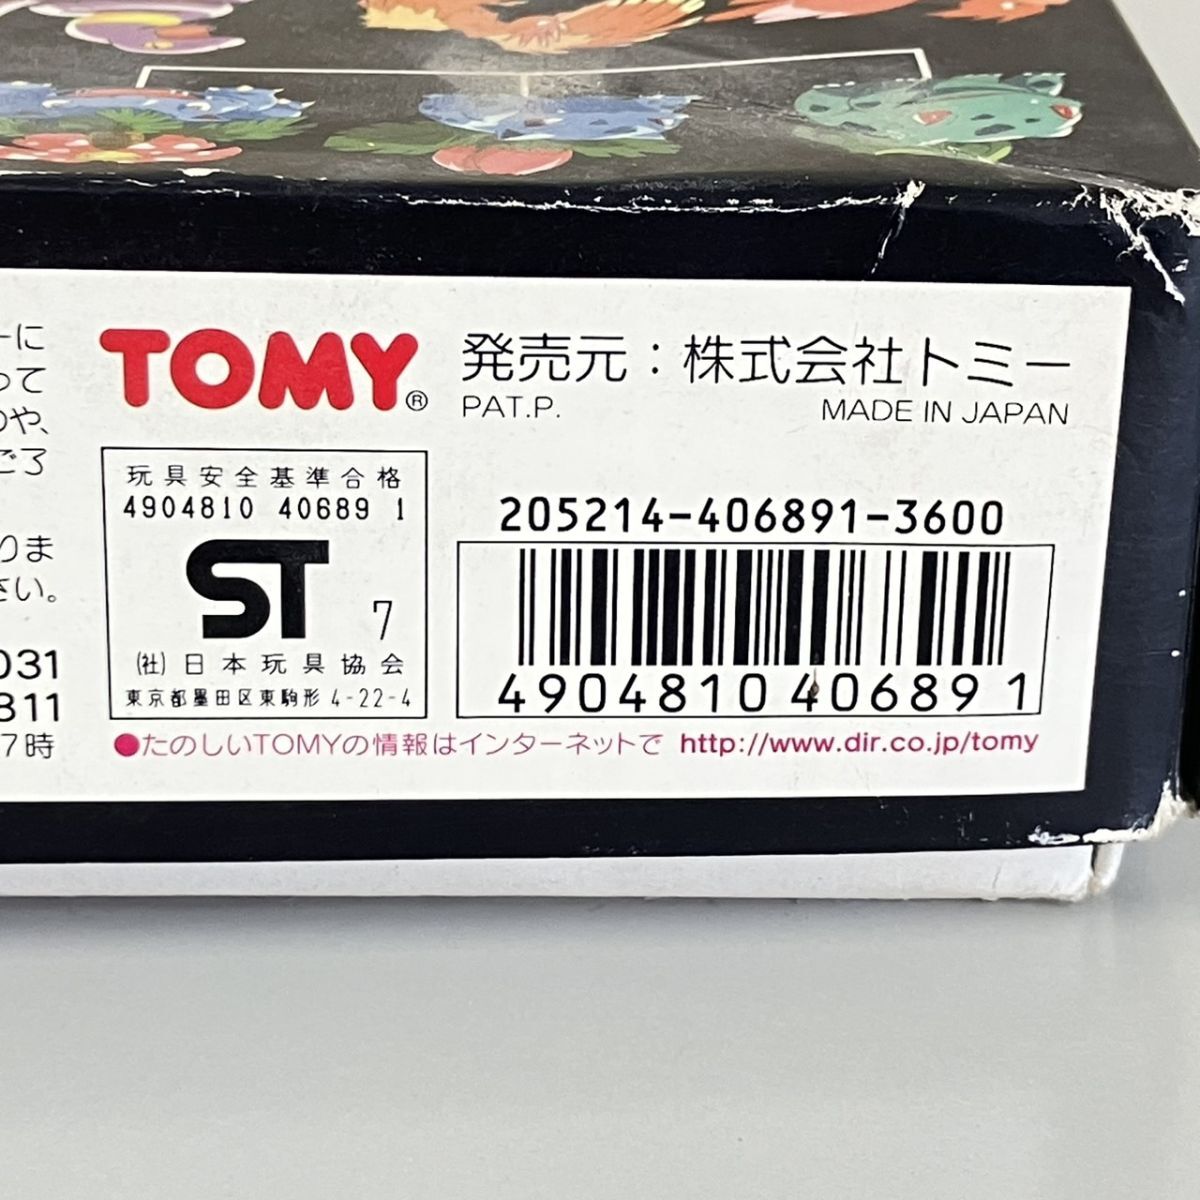 ーに
って
のや、
ごろ
りま
さい。
031
811
7時
TOMY®
発売元：株式会社トミー
PAT.P. MADE IN JAPAN
玩具安全基準合格
4904810 40689 1
ST 7
(社)日本玩具協会
東京都墨田区東駒形4-22-4
205214-406891-3600
4904810406891
●たのしいTOMYの情報はインターネットで http://www.dir.co.jp/tomy